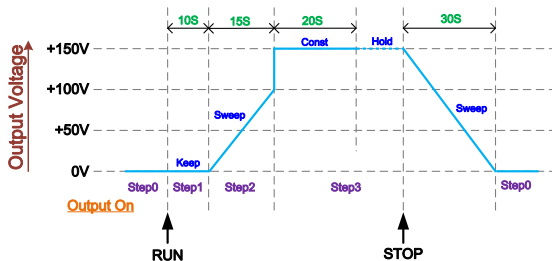 10S 15S 20S 30S
Output Voltage
+150V
+100V
+50V
0V
Const Hold
Sweep Sweep
Keep
Step0 Step1 Step2 Step3 Step0
Output On
RUN STOP